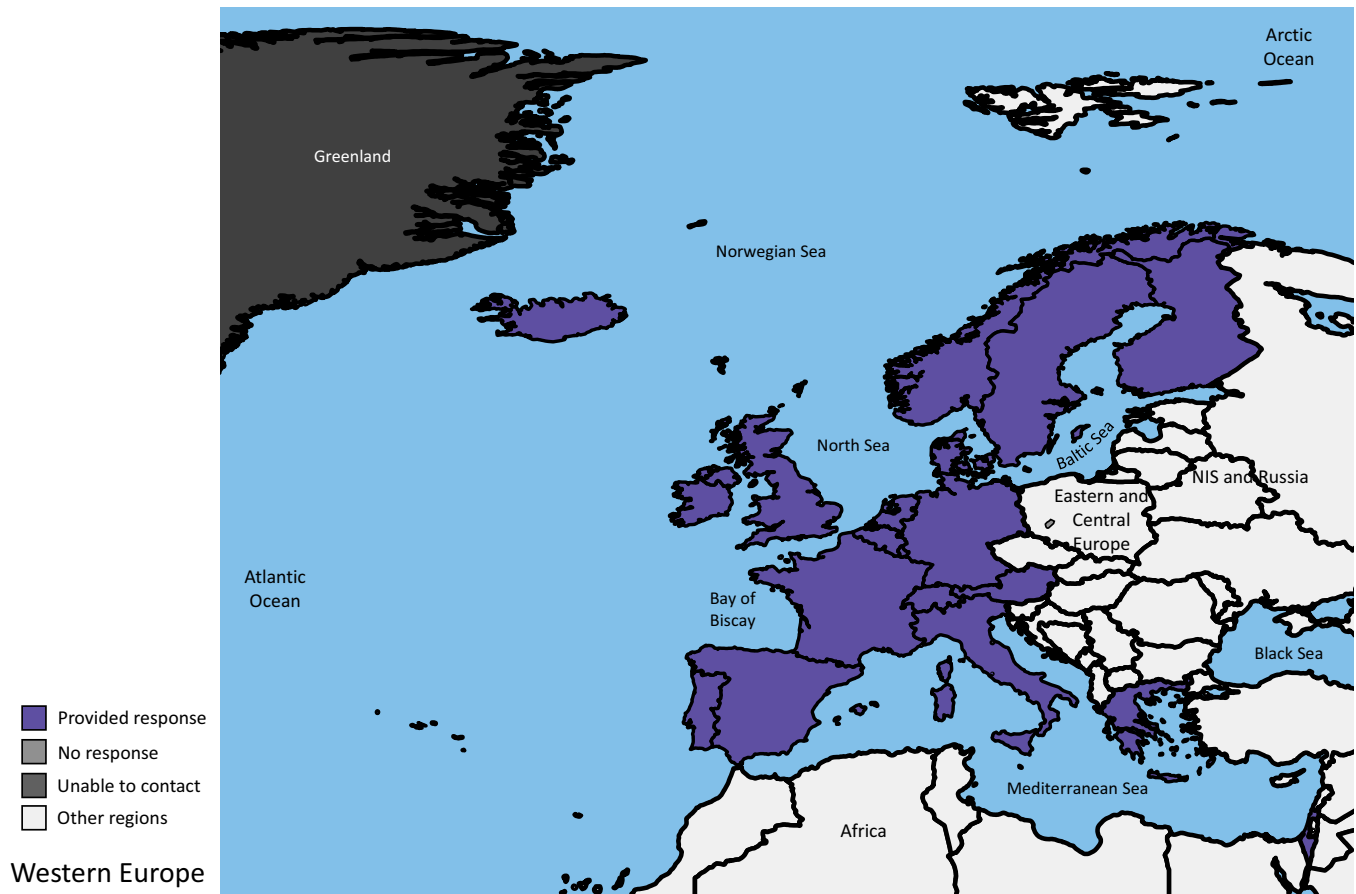 Arctic
Ocean
Greenland
Norwegian Sea
North Sea
Baltic Sea
NIS and Russia
Eastern and
Central
Europe
Atlantic
Ocean
Bay of
Biscay
Black Sea
Mediterranean Sea
Africa
Provided response
No response
Unable to contact
Other regions
Western Europe